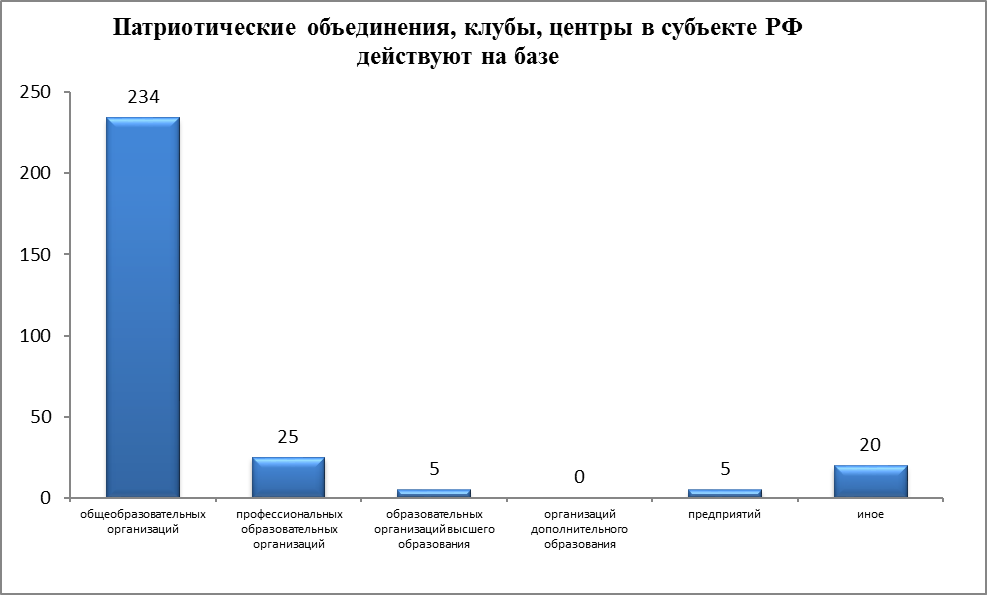 Патриотические объединения, клубы, центры в субъекте РФ
действуют на базе
250
200
150
100
50
0
234
25
5
0
5
20
общеобразовательных
организаций
профессиональных
образовательных
организаций
образовательных
организаций высшего
образования
организаций
дополнительного
образования
предприятий
иное